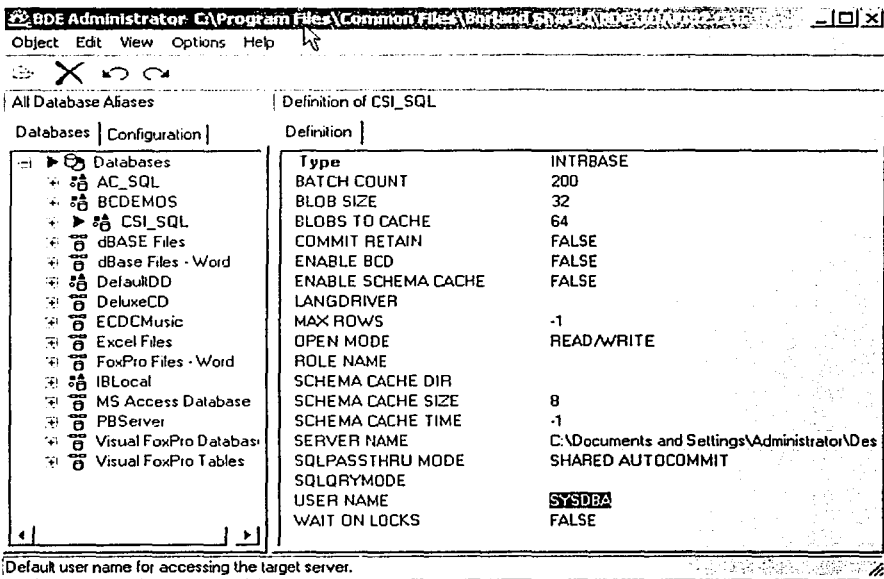 BDE Administrator C:\Program Files\Common Files\Borland Shared\BDE\
Object Edit View Options Help
All Database Aliases
Definition of CSI_SQL
Databases Configuration
Definition
Databases
AC_SQL
BCDEMOS
CSI_SQL
dBASE Files
dBase Files - Word
DefaultDD
DeluxeCD
ECDCMusic
Excel Files
FoxPro Files - Word
IBLocal
MS Access Database
PBServer
Visual FoxPro Databas
Visual FoxPro Tables
Type INTRBASE
BATCH COUNT 200
BLOB SIZE 32
BLOBS TO CACHE 64
COMMIT RETAIN FALSE
ENABLE BCD FALSE
ENABLE SCHEMA CACHE FALSE
LANGDRIVER
MAX ROWS -1
OPEN MODE READ/WRITE
ROLE NAME
SCHEMA CACHE DIR
SCHEMA CACHE SIZE 8
SCHEMA CACHE TIME -1
SERVER NAME C:\Documents and Settings\Administrator\Des
SQLPASSTHRU MODE SHARED AUTOCOMMIT
SQLQRYMODE
USER NAME SYSDBA
WAIT ON LOCKS FALSE
Default user name for accessing the target server.